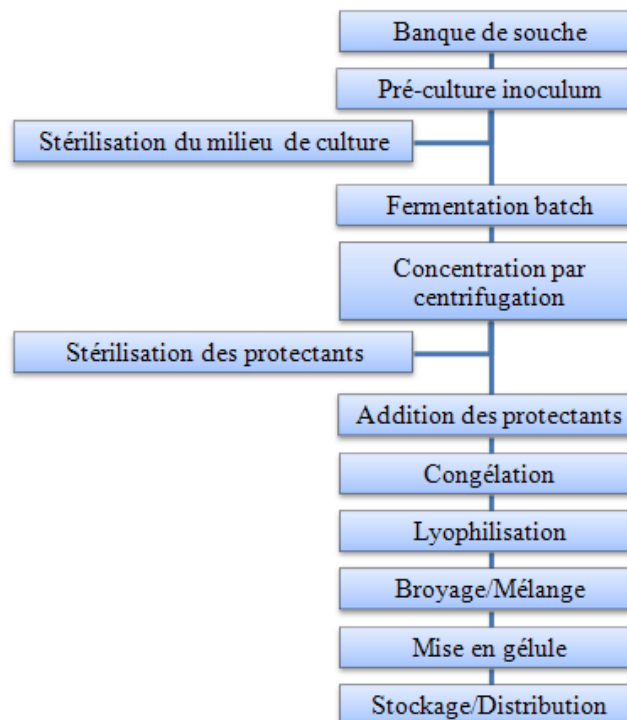 Banque de souche
Pré-culture inoculum
Stérilisation du milieu de culture
Fermentation batch
Concentration par
centrifugation
Stérilisation des protectants
Addition des protectants
Congélation
Lyophilisation
Broyage/Mélange
Mise en gélule
Stockage/Distribution